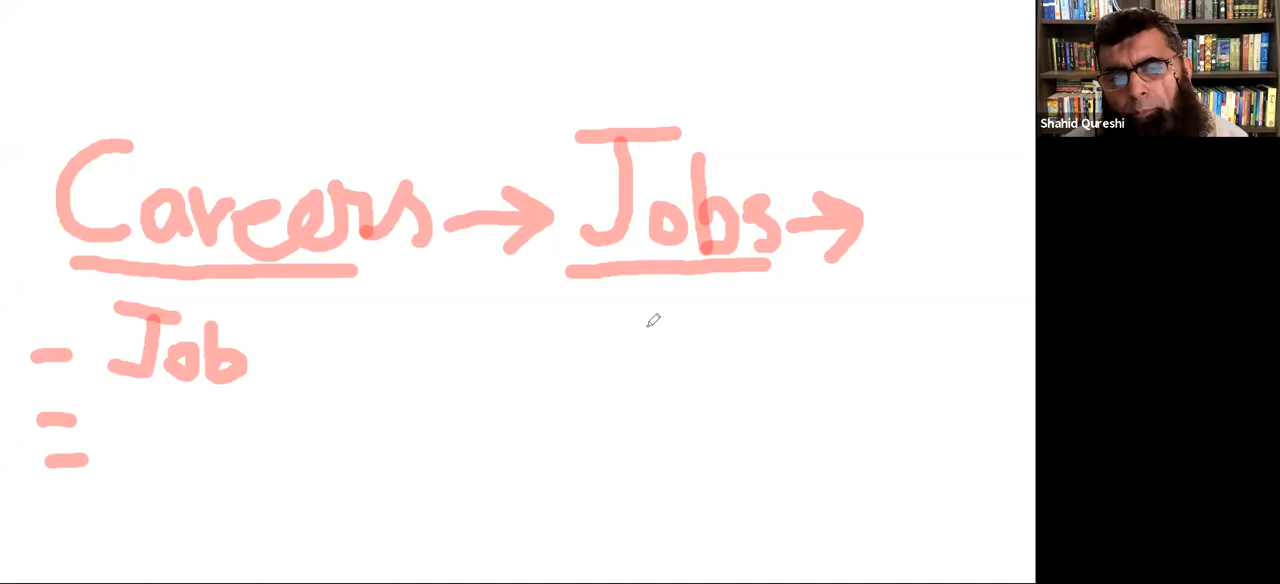 Shahid Qureshi
Careers → Jobs →
- Job
-
-